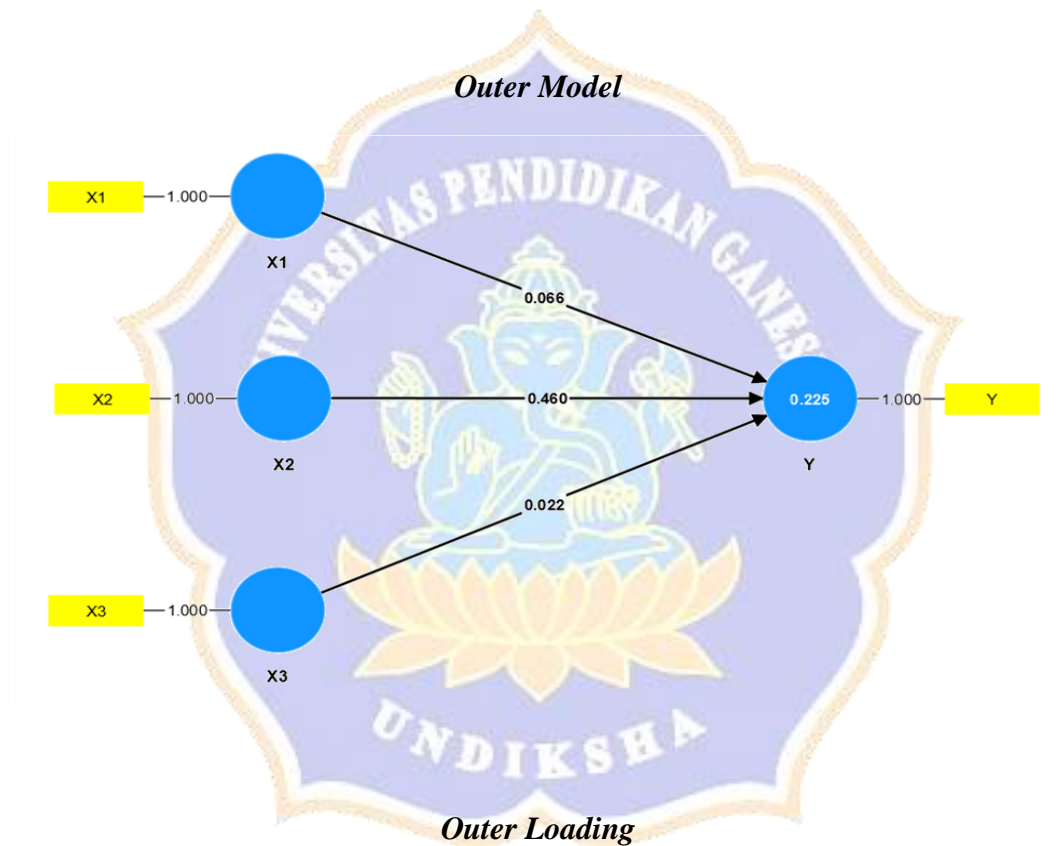 Outer Model
UNIVERSITAS PENDIDIKAN GANES
X1 1.000
X1
0.066
X2 1.000 0.460 0.225 1.000 Y
X2 Y
0.022
X3 1.000
X3
UNDIKSHA
Outer Loading